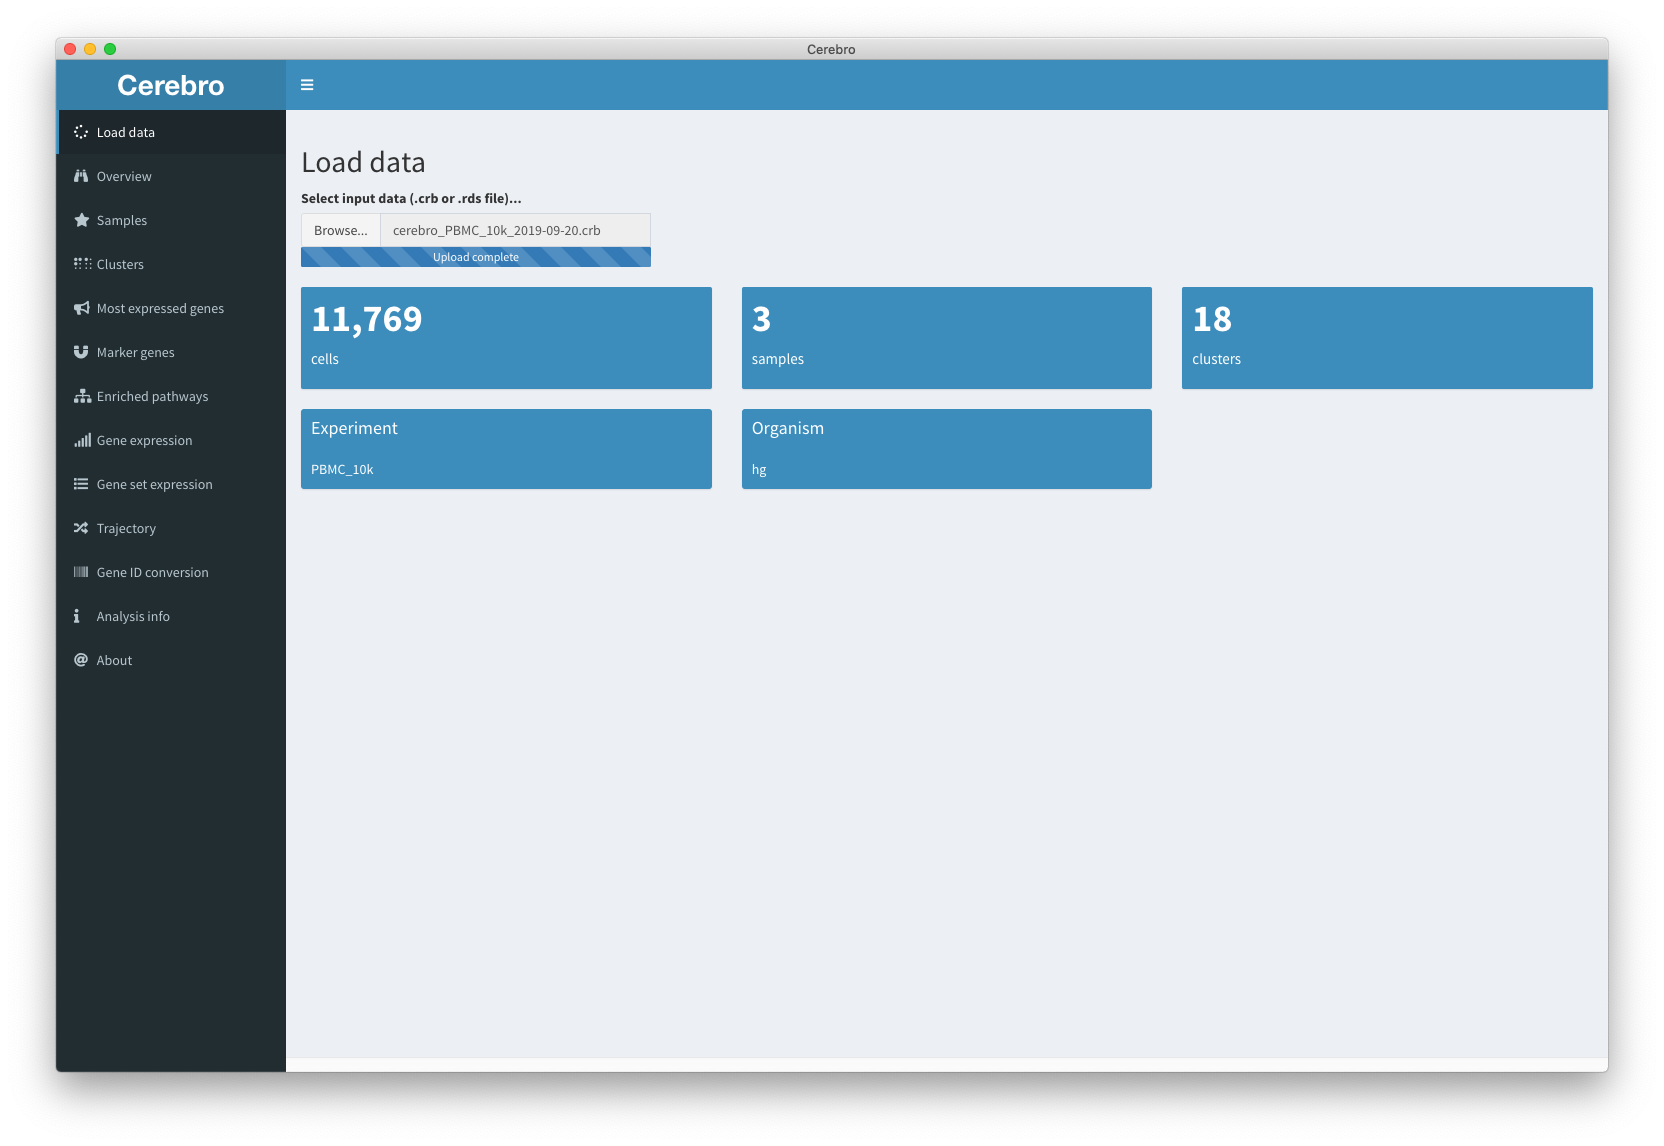 Cerebro
Cerebro
Load data
Overview
Samples
Clusters
Most expressed genes
Marker genes
Enriched pathways
Gene expression
Gene set expression
Trajectory
Gene ID conversion
Analysis info
About
Load data
Select input data (.crb or .rds file)...
Browse... cerebro_PBMC_10k_2019-09-20.crb
Upload complete
11,769
cells
3
samples
18
clusters
Experiment
PBMC_10k
Organism
hg